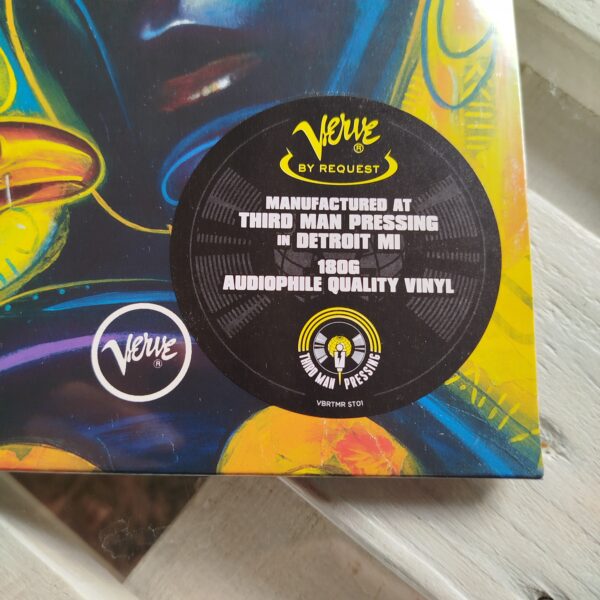 Verve®
BY REQUEST
MANUFACTURED AT
THIRD MAN PRESSING
IN DETROIT MI
180G
AUDIOPHILE QUALITY VINYL
THIRD MAN PRESSING
VBRTMR ST01
Verve®